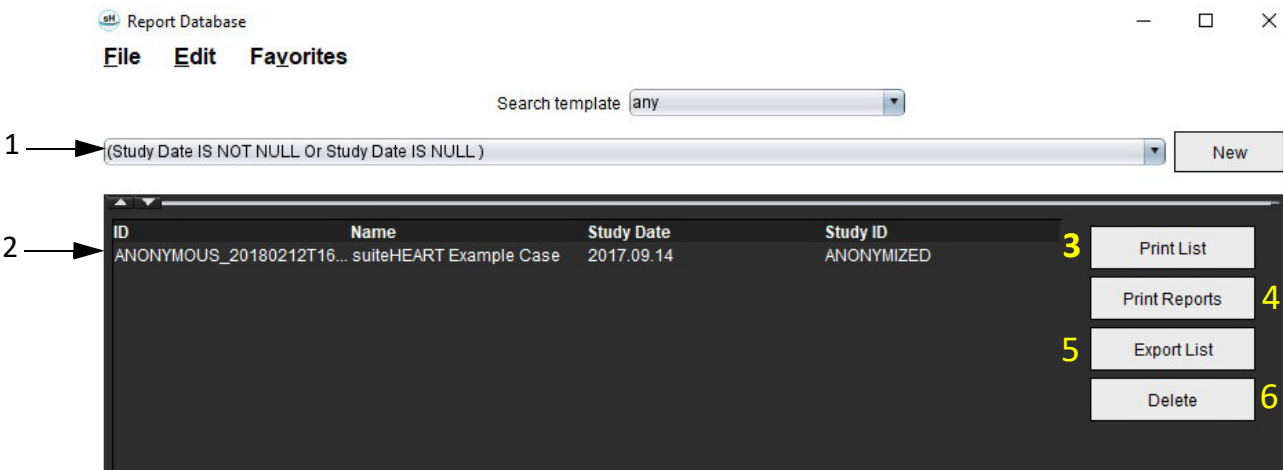 sH Report Database
File Edit Favorites
Search template any
1 (Study Date IS NOT NULL Or Study Date IS NULL ) New
ID Name Study Date Study ID
2 ANONYMOUS_20180212T16... suiteHEART Example Case 2017.09.14 ANONYMIZED
3 Print List
Print Reports 4
5 Export List
Delete 6